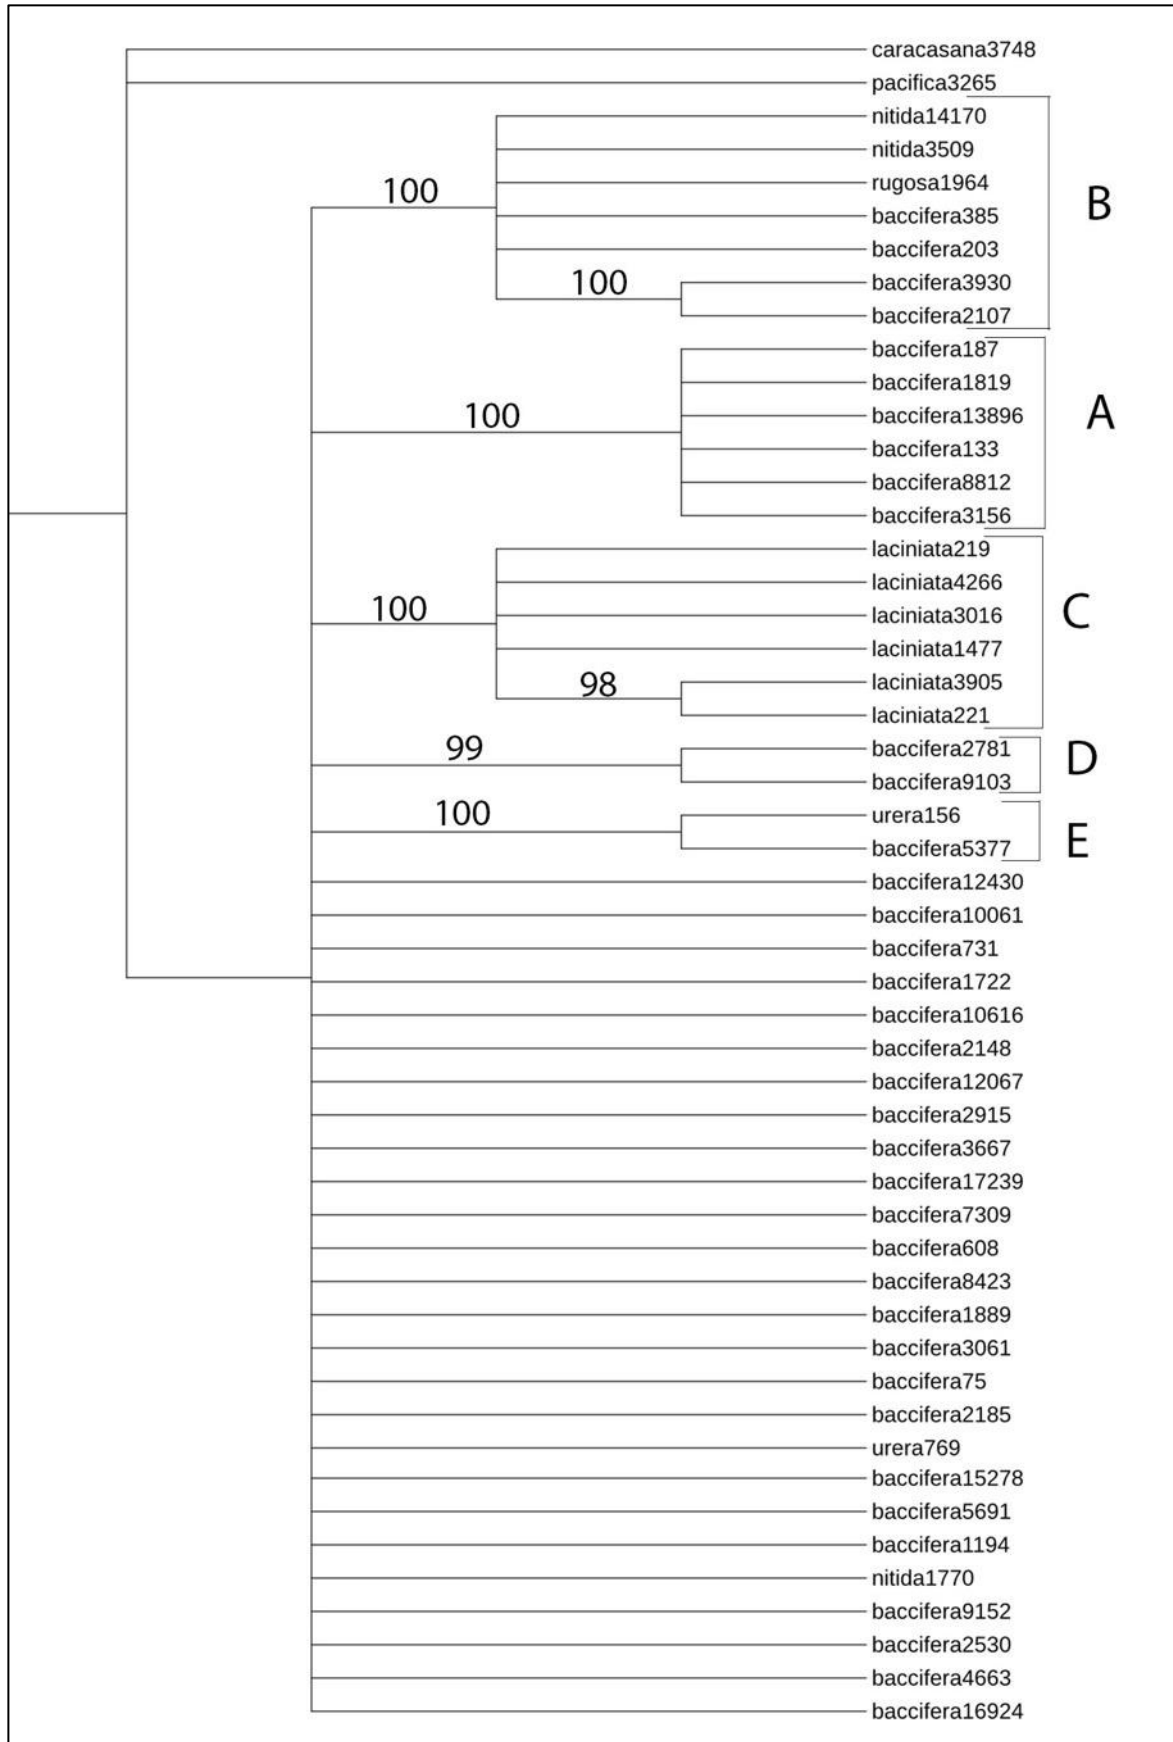 caracasana3748
pacifica3265
nitida14170
nitida3509
100
rugosa1964
B
baccifera385
baccifera203
100
baccifera3930
baccifera2107
baccifera187
baccifera1819
100
baccifera13896
A
baccifera133
baccifera8812
baccifera3156
laciniata219
laciniata4266
100
laciniata3016
C
laciniata1477
98
laciniata3905
laciniata221
99
baccifera2781
D
baccifera9103
100
urera156
E
baccifera5377
baccifera12430
baccifera10061
baccifera731
baccifera1722
baccifera10616
baccifera2148
baccifera12067
baccifera2915
baccifera3667
baccifera17239
baccifera7309
baccifera608
baccifera8423
baccifera1889
baccifera3061
baccifera75
baccifera2185
urera769
baccifera15278
baccifera5691
baccifera1194
nitida1770
baccifera9152
baccifera2530
baccifera4663
baccifera16924